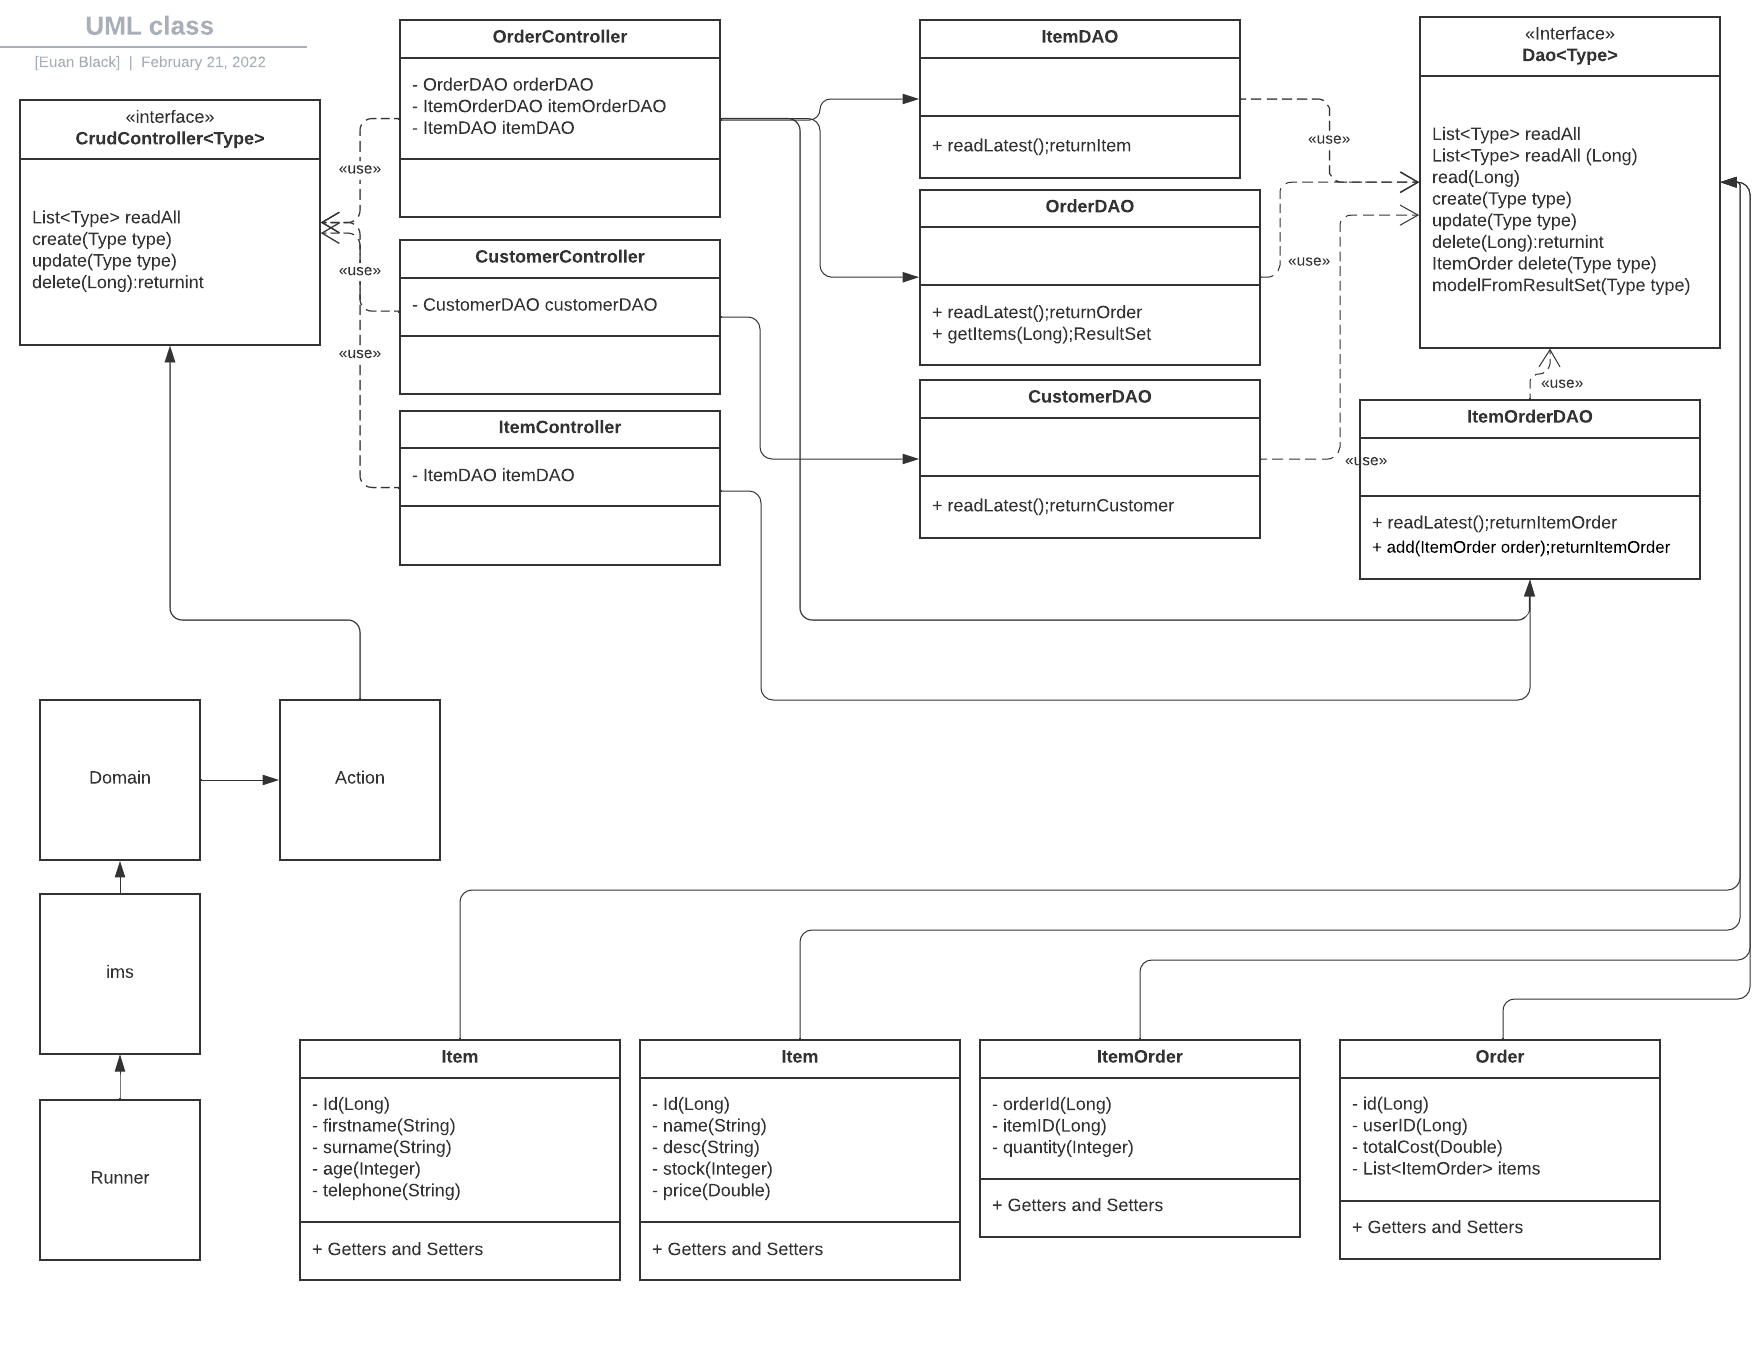 UML class
[Euan Black] | February 21, 2022
«interface»
CrudController<Type>
List<Type> readAll
create(Type type)
update(Type type)
delete(Long):returnint
OrderController
- OrderDAO orderDAO
- ItemOrderDAO itemOrderDAO
- ItemDAO itemDAO
«use»
CustomerController
- CustomerDAO customerDAO
«use»
ItemController
- ItemDAO itemDAO
«use»
ItemDAO
+ readLatest();returnItem
«use»
OrderDAO
+ readLatest();returnOrder
+ getItems(Long);ResultSet
«use»
CustomerDAO
+ readLatest();returnCustomer
«use»
«Interface»
Dao<Type>
List<Type> readAll
List<Type> readAll (Long)
read(Long)
create(Type type)
update(Type type)
delete(Long):returnint
ItemOrder delete(Type type)
modelFromResultSet(Type type)
«use»
ItemOrderDAO
+ readLatest();returnItemOrder
+ add(ItemOrder order);returnItemOrder
Domain
Action
ims
Runner
Item
- Id(Long)
- firstname(String)
- surname(String)
- age(Integer)
- telephone(String)
+ Getters and Setters
Item
- Id(Long)
- name(String)
- desc(String)
- stock(Integer)
- price(Double)
+ Getters and Setters
ItemOrder
- orderId(Long)
- itemID(Long)
- quantity(Integer)
+ Getters and Setters
Order
- id(Long)
- userID(Long)
- totalCost(Double)
- List<ItemOrder> items
+ Getters and Setters